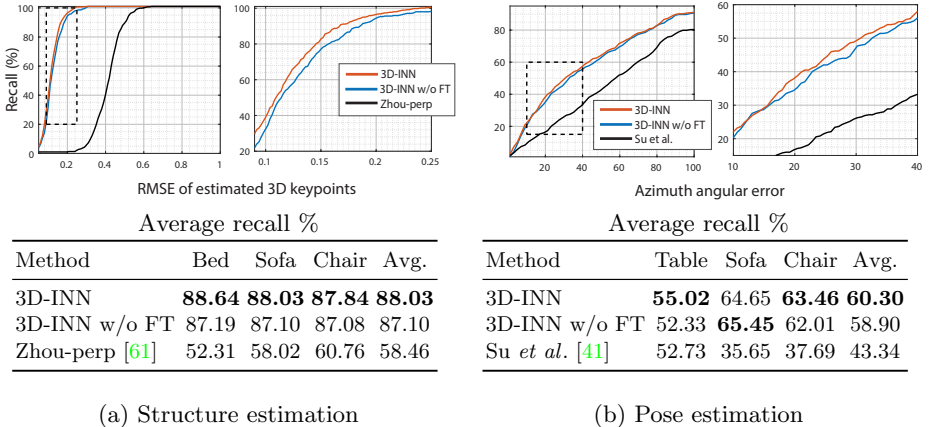 100
80
60
40
20
0
Recall (%)
0.2 0.4 0.6 0.8 1
100
80
60
40
20
3D-INN
3D-INN w/o FT
Zhou-perp
0.1 0.15 0.2 0.25
RMSE of estimated 3D keypoints
80
60
40
20
3D-INN
3D-INN w/o FT
Su et al.
20 40 60 80 100
60
50
40
30
20
10 20 30 40
Azimuth angular error
Average recall %
Method Bed Sofa Chair Avg.
3D-INN 88.64 88.03 87.84 88.03
3D-INN w/o FT 87.19 87.10 87.08 87.10
Zhou-perp [61] 52.31 58.02 60.76 58.46
(a) Structure estimation
Average recall %
Method Table Sofa Chair Avg.
3D-INN 55.02 64.65 63.46 60.30
3D-INN w/o FT 52.33 65.45 62.01 58.90
Su et al. [41] 52.73 35.65 37.69 43.34
(b) Pose estimation